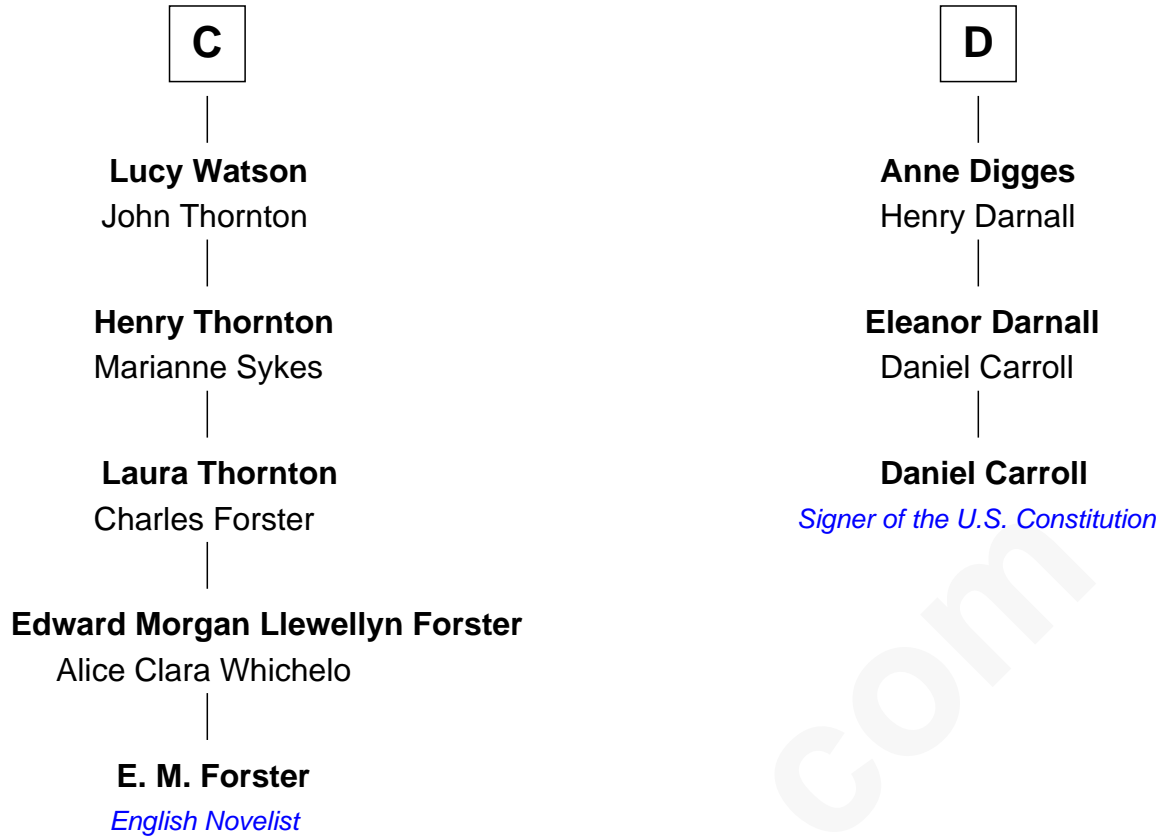 C
Lucy Watson
John Thornton
Henry Thornton
Marianne Sykes
Laura Thornton
Charles Forster
Edward Morgan Llewellyn Forster
Alice Clara Whichelo
E. M. Forster
English Novelist
D
Anne Digges
Henry Darnall
Eleanor Darnall
Daniel Carroll
Daniel Carroll
Signer of the U.S. Constitution
com